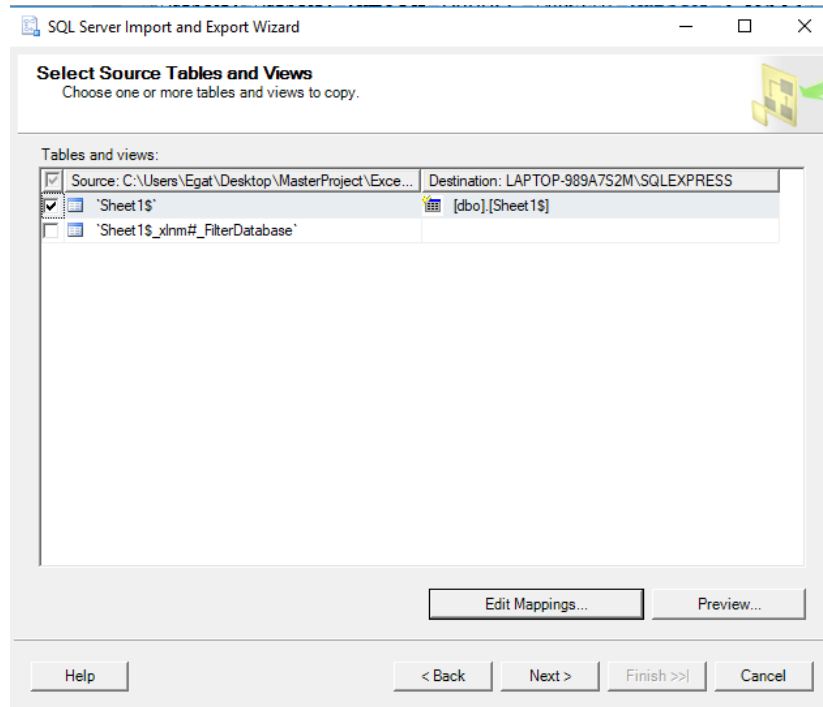 SQL Server Import and Export Wizard
Select Source Tables and Views
Choose one or more tables and views to copy.
Tables and views:
Source: C:\Users\Egat\Desktop\MasterProject\Exce... Destination: LAPTOP-989A7S2M\SQLEXPRESS
`Sheet1$` [dbo].[Sheet1$]
`Sheet1$_xlnm#_FilterDatabase`
Edit Mappings... Preview...
Help < Back Next > Finish >>| Cancel